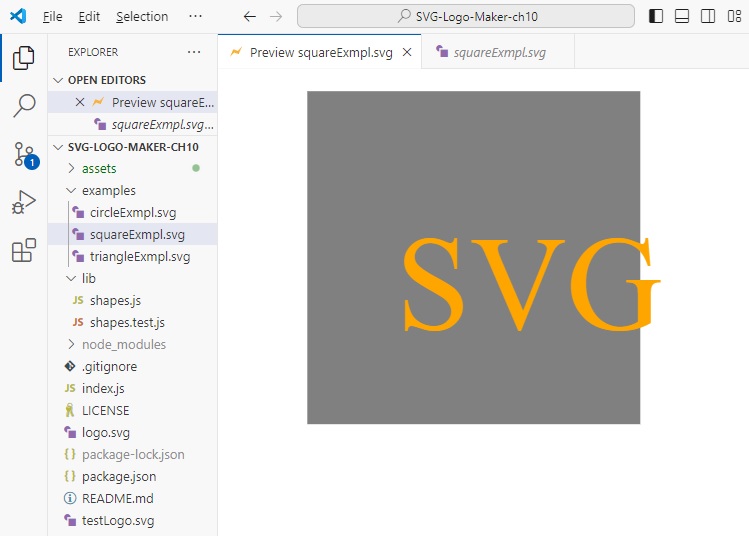 File Edit Selection ... SVG-Logo-Maker-ch10
EXPLORER ...
OPEN EDITORS
Preview squareE...
squareExmpl.svg...
SVG-LOGO-MAKER-CH10
assets
examples
circleExmpl.svg
squareExmpl.svg
triangleExmpl.svg
lib
JS shapes.js
JS shapes.test.js
node_modules
.gitignore
JS index.js
LICENSE
logo.svg
{ } package-lock.json
{ } package.json
README.md
testLogo.svg
1
Preview squareExmpl.svg squareExmpl.svg
SVG